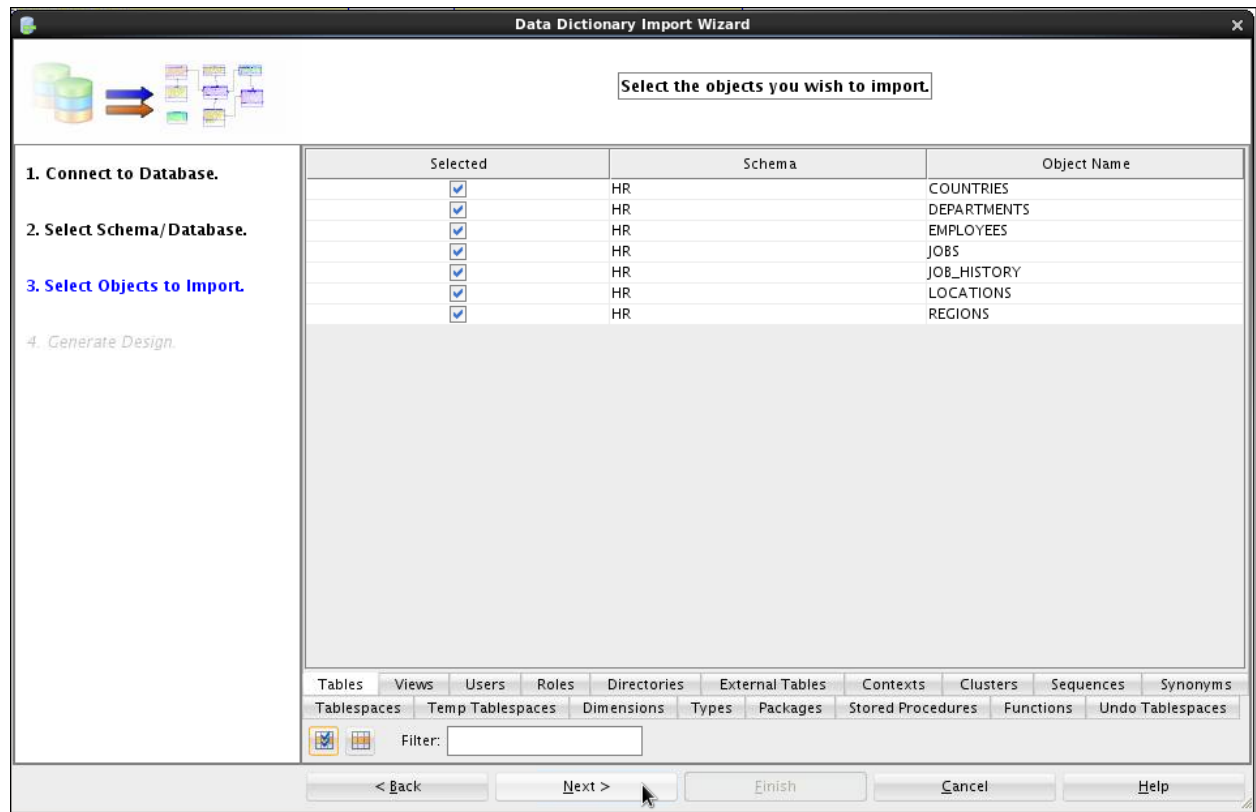 Data Dictionary Import Wizard
Select the objects you wish to import.
1. Connect to Database.
2. Select Schema/Database.
3. Select Objects to Import.
4. Generate Design.
Selected Schema Object Name
HR COUNTRIES
HR DEPARTMENTS
HR EMPLOYEES
HR JOBS
HR JOB_HISTORY
HR LOCATIONS
HR REGIONS
Tables Views Users Roles Directories External Tables Contexts Clusters Sequences Synonyms
Tablespaces Temp Tablespaces Dimensions Types Packages Stored Procedures Functions Undo Tablespaces
Filter:
< Back Next > Finish Cancel Help